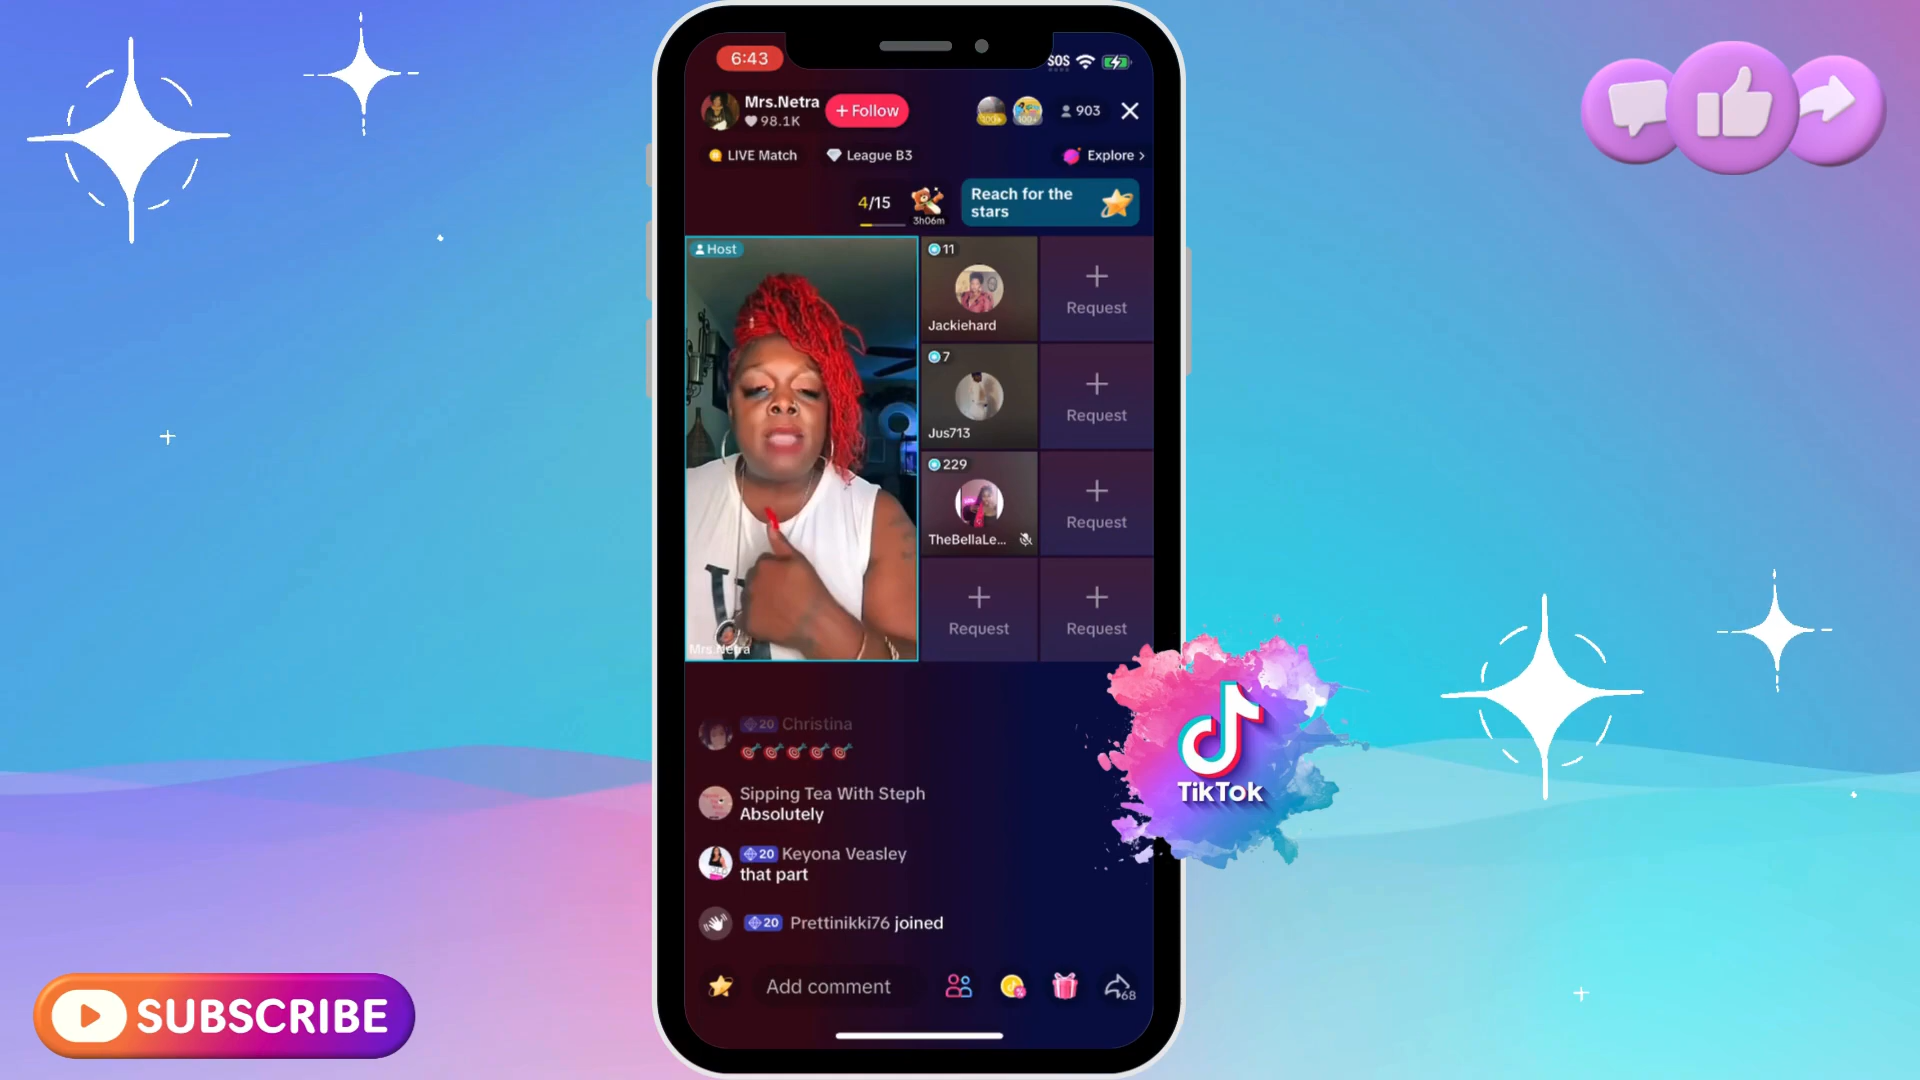 6:43
SOS
Mrs.Netra
98.1K
+ Follow
100+
100+
903
LIVE Match
League B3
Explore >
4/15
3h06m
Reach for the
stars
Host
11
Jackiehard
Request
7
Jus713
Request
229
TheBellaLe...
Request
Request
Request
Mrs.Netra
20 Christina
Sipping Tea With Steph
Absolutely
20 Keyona Veasley
that part
20 Prettinikki76 joined
Add comment
68
TikTok
SUBSCRIBE